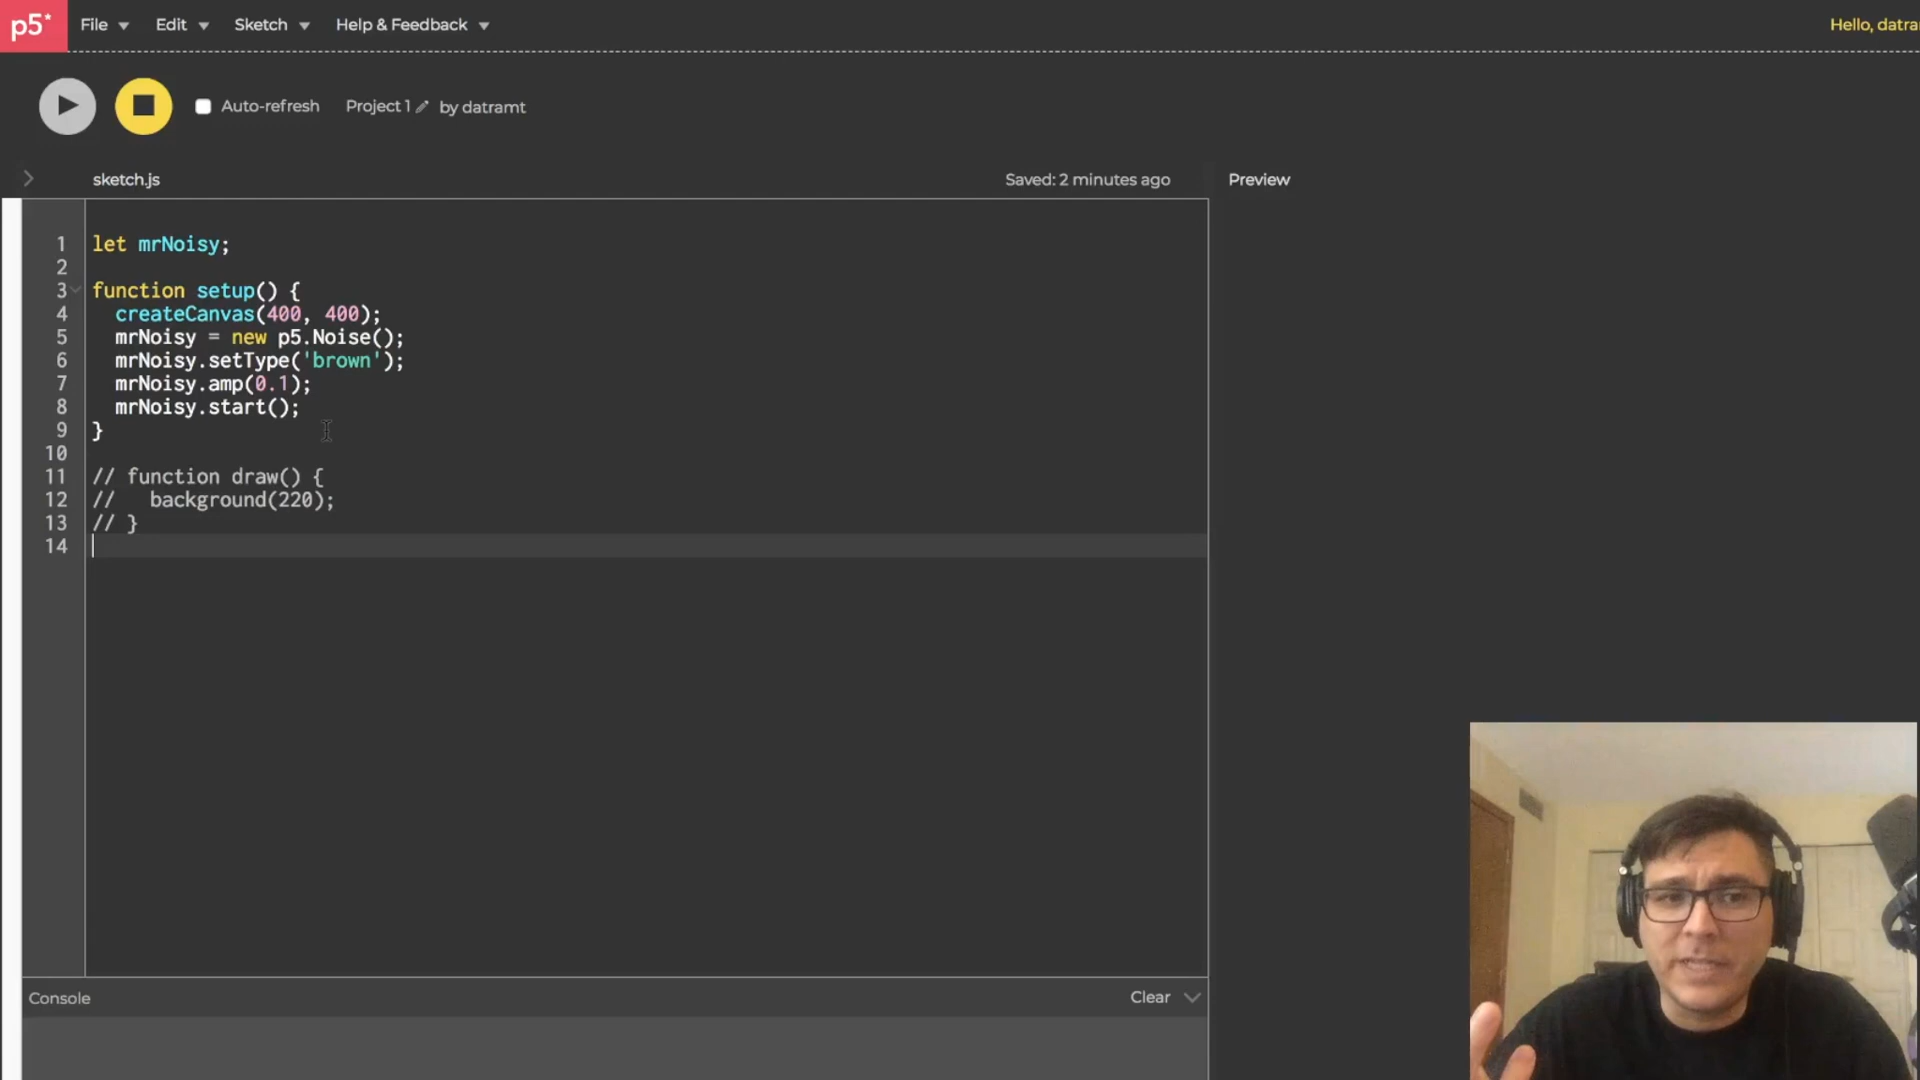 p5*
File Edit Sketch Help & Feedback
Hello, datra
Auto-refresh Project 1 by datramt
sketch.js
Saved: 2 minutes ago
Preview
1 let mrNoisy;
2
3 function setup() {
4 createCanvas(400, 400);
5 mrNoisy = new p5.Noise();
6 mrNoisy.setType('brown');
7 mrNoisy.amp(0.1);
8 mrNoisy.start();
9 }
10
11 // function draw() {
12 // background(220);
13 // }
14
Console
Clear